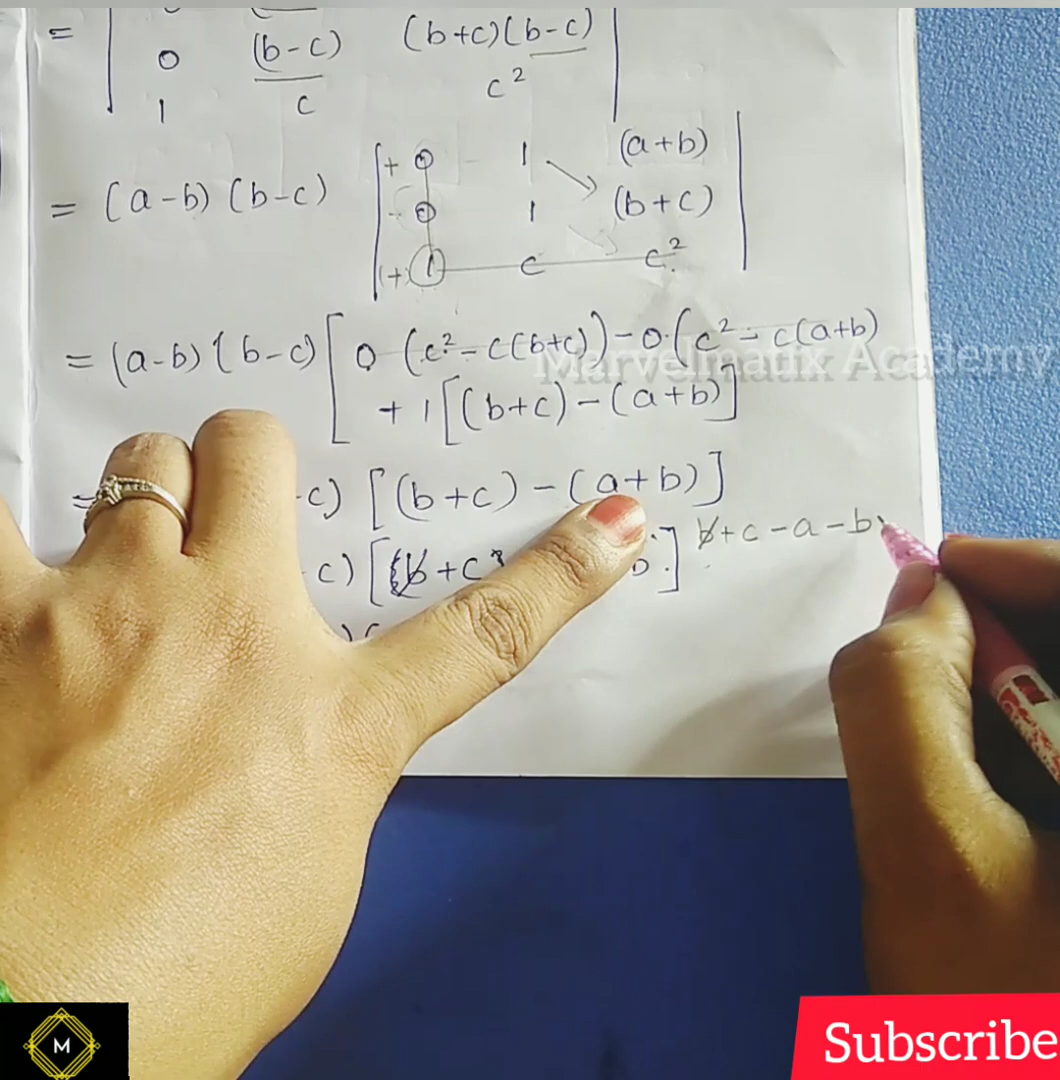 = | 0 (b-c) (b+c)(b-c) |
1 c c²
= (a-b) (b-c) | + 0 1 (a+b) |
- 0 1 (b+c)
(+) 1 c c²
= (a-b) (b-c) [ 0 (c²-c(b+c)) - 0.(c²-c(a+b)
+ 1 [(b+c) - (a+b)]
= c) [(b+c) - (a+b)]
c) [(b+c b.] b+c-a-b
Marvelmatix Academy
M
Subscribe